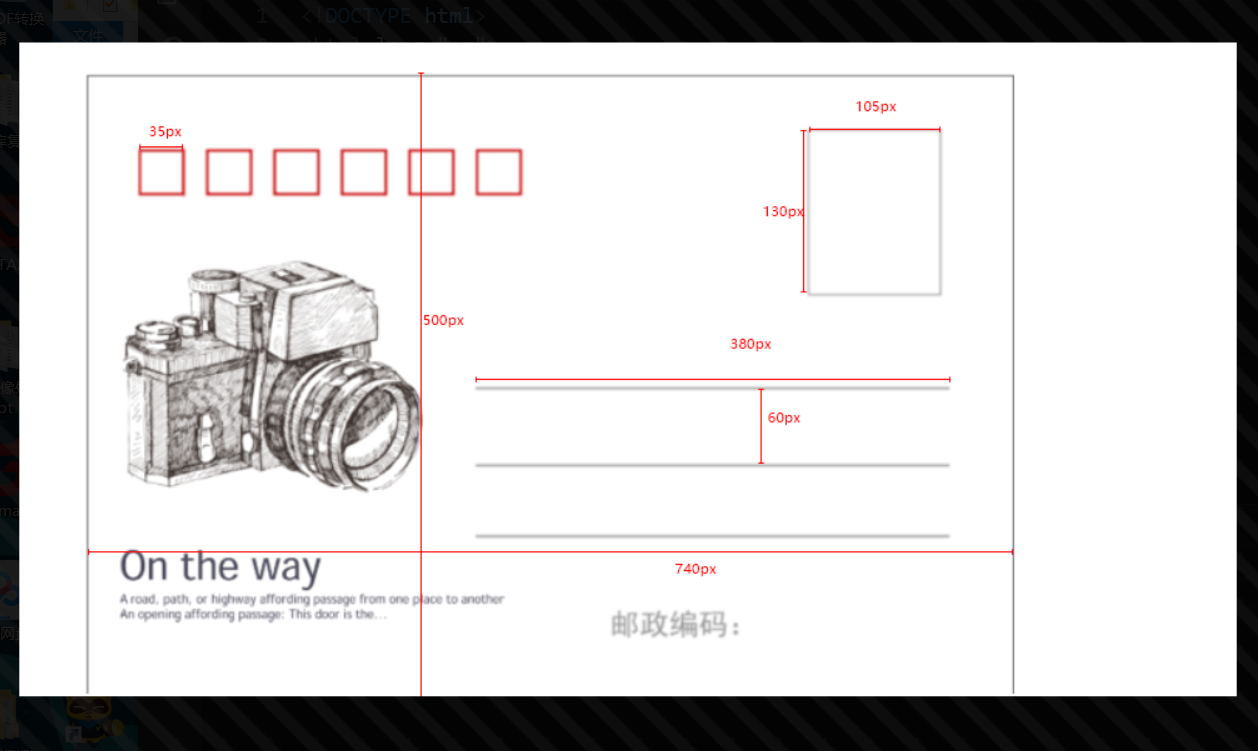 DF转换
器
文件
1 <!DOCTYPE html>
105px
35px
130px
500px
380px
60px
On the way
740px
A road, path, or highway affording passage from one place to another
An opening affording passage: This door is the...
邮政编码：